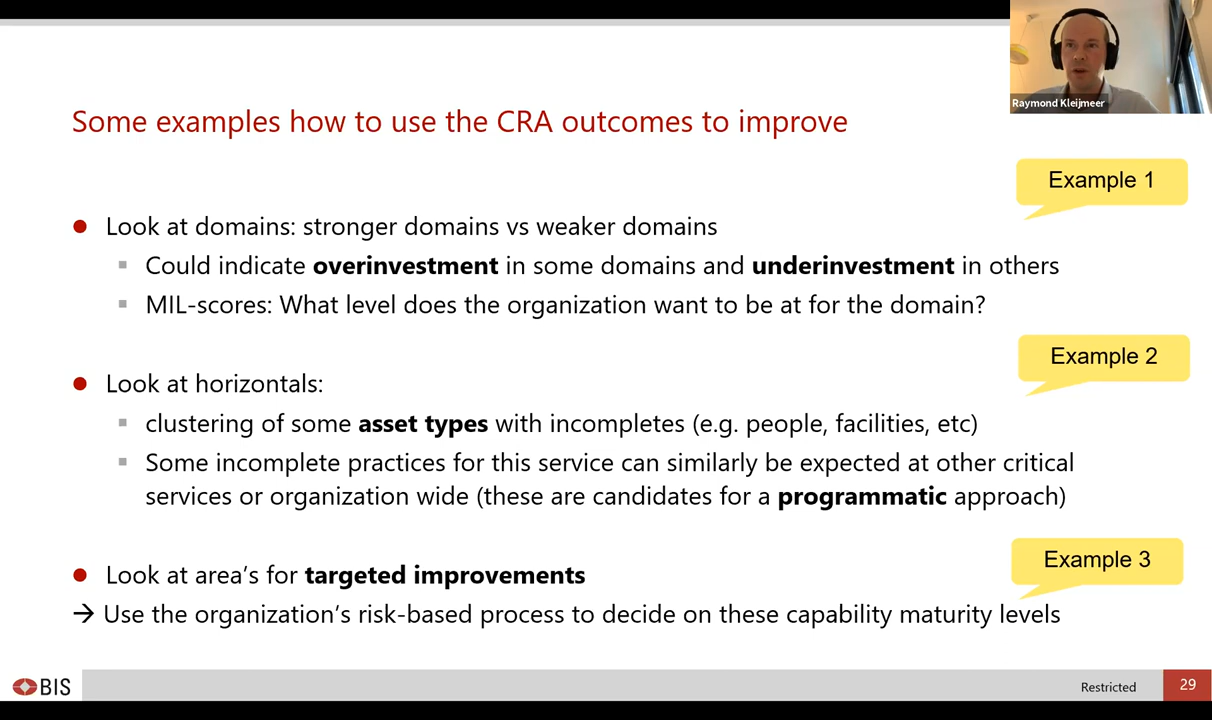 Raymond Kleijmeer
Some examples how to use the CRA outcomes to improve
Example 1
Look at domains: stronger domains vs weaker domains
Could indicate overinvestment in some domains and underinvestment in others
MIL-scores: What level does the organization want to be at for the domain?
Example 2
Look at horizontals:
clustering of some asset types with incompletes (e.g. people, facilities, etc)
Some incomplete practices for this service can similarly be expected at other critical
services or organization wide (these are candidates for a programmatic approach)
Example 3
Look at area's for targeted improvements
→ Use the organization's risk-based process to decide on these capability maturity levels
BIS
Restricted
29